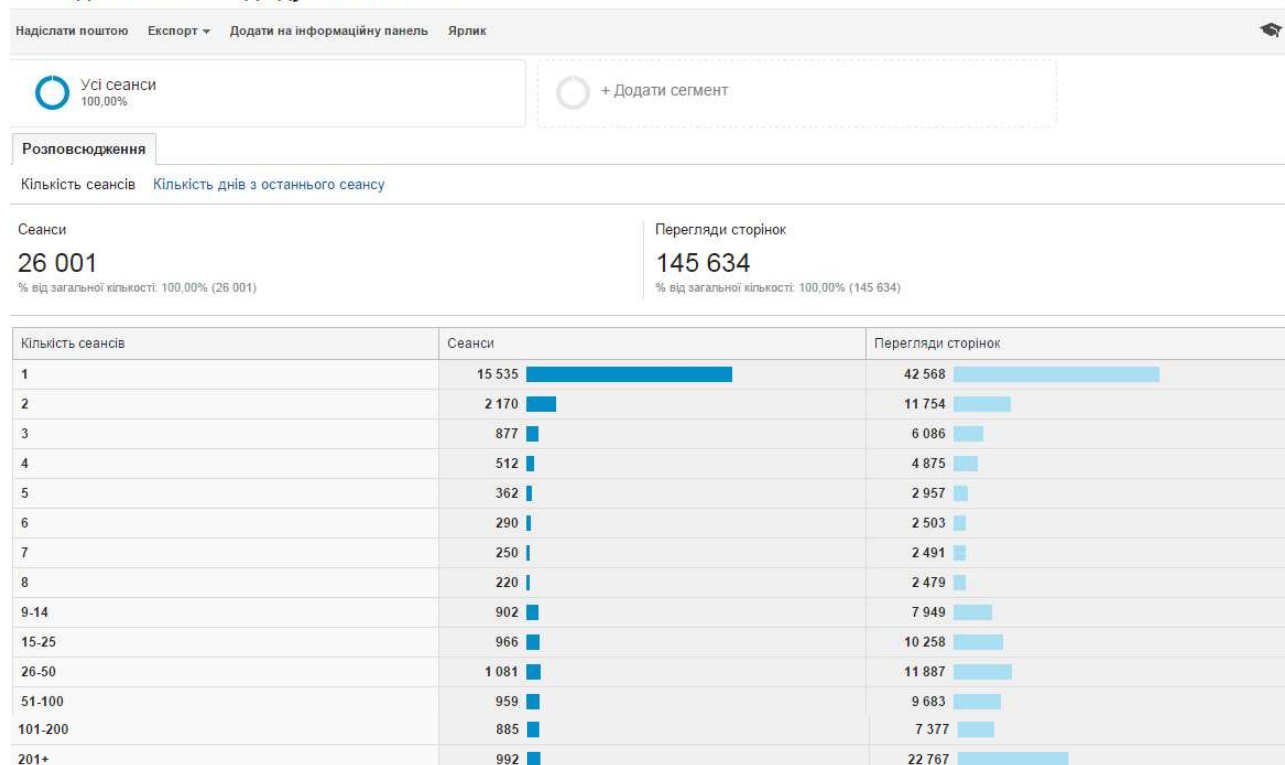 Надіслати поштою Експорт Додати на інформаційну панель Ярлик
Усі сеанси
100,00%
+ Додати сегмент
Розповсюдження
Кількість сеансів Кількість днів з останнього сеансу
Сеанси Перегляди сторінок
26 001 145 634
% від загальної кількості: 100,00% (26 001) % від загальної кількості: 100,00% (145 634)
Кількість сеансів Сеанси Перегляди сторінок
1 15 535 42 568
2 2 170 11 754
3 877 6 086
4 512 4 875
5 362 2 957
6 290 2 503
7 250 2 491
8 220 2 479
9-14 902 7 949
15-25 966 10 258
26-50 1 081 11 887
51-100 959 9 683
101-200 885 7 377
201+ 992 22 767